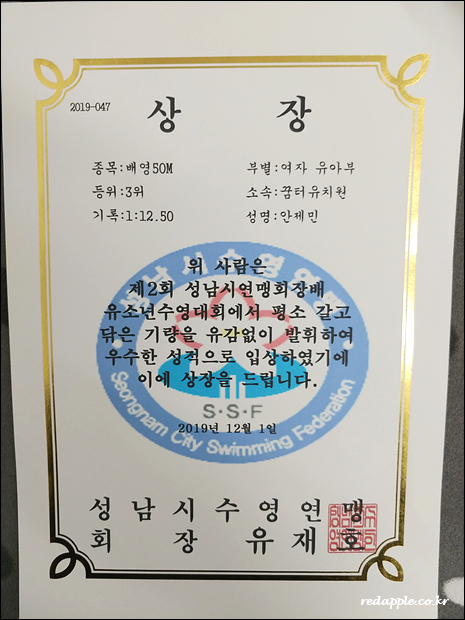 2019-047
상 장
종목:배영50M 부별:여자 유아부
등위:3위 소속:꿈터유치원
기록:1:12.50 성명:안제민
위 사람은
제2회 성남시연맹회장배
유소년수영대회에서 평소 갈고
닦은 기량을 유감없이 발휘하여
우수한 성적으로 입상하였기에
이에 상장을 드립니다.
S·S·F
Seongnam City Swimming Federation
2019년 12월 1일
성남시수영연맹
회 장 유재호
redapple.co.kr